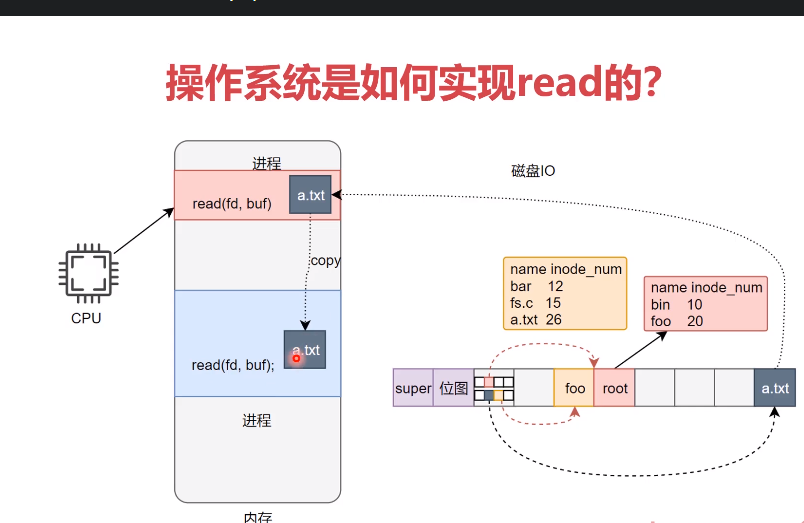 操作系统是如何实现read的?
进程
read(fd, buf)
a.txt
磁盘IO
copy
CPU
name inode_num
bar 12
fs.c 15
a.txt 26
name inode_num
bin 10
foo 20
read(fd, buf);
a.txt
super
位图
foo
root
a.txt
进程
内存